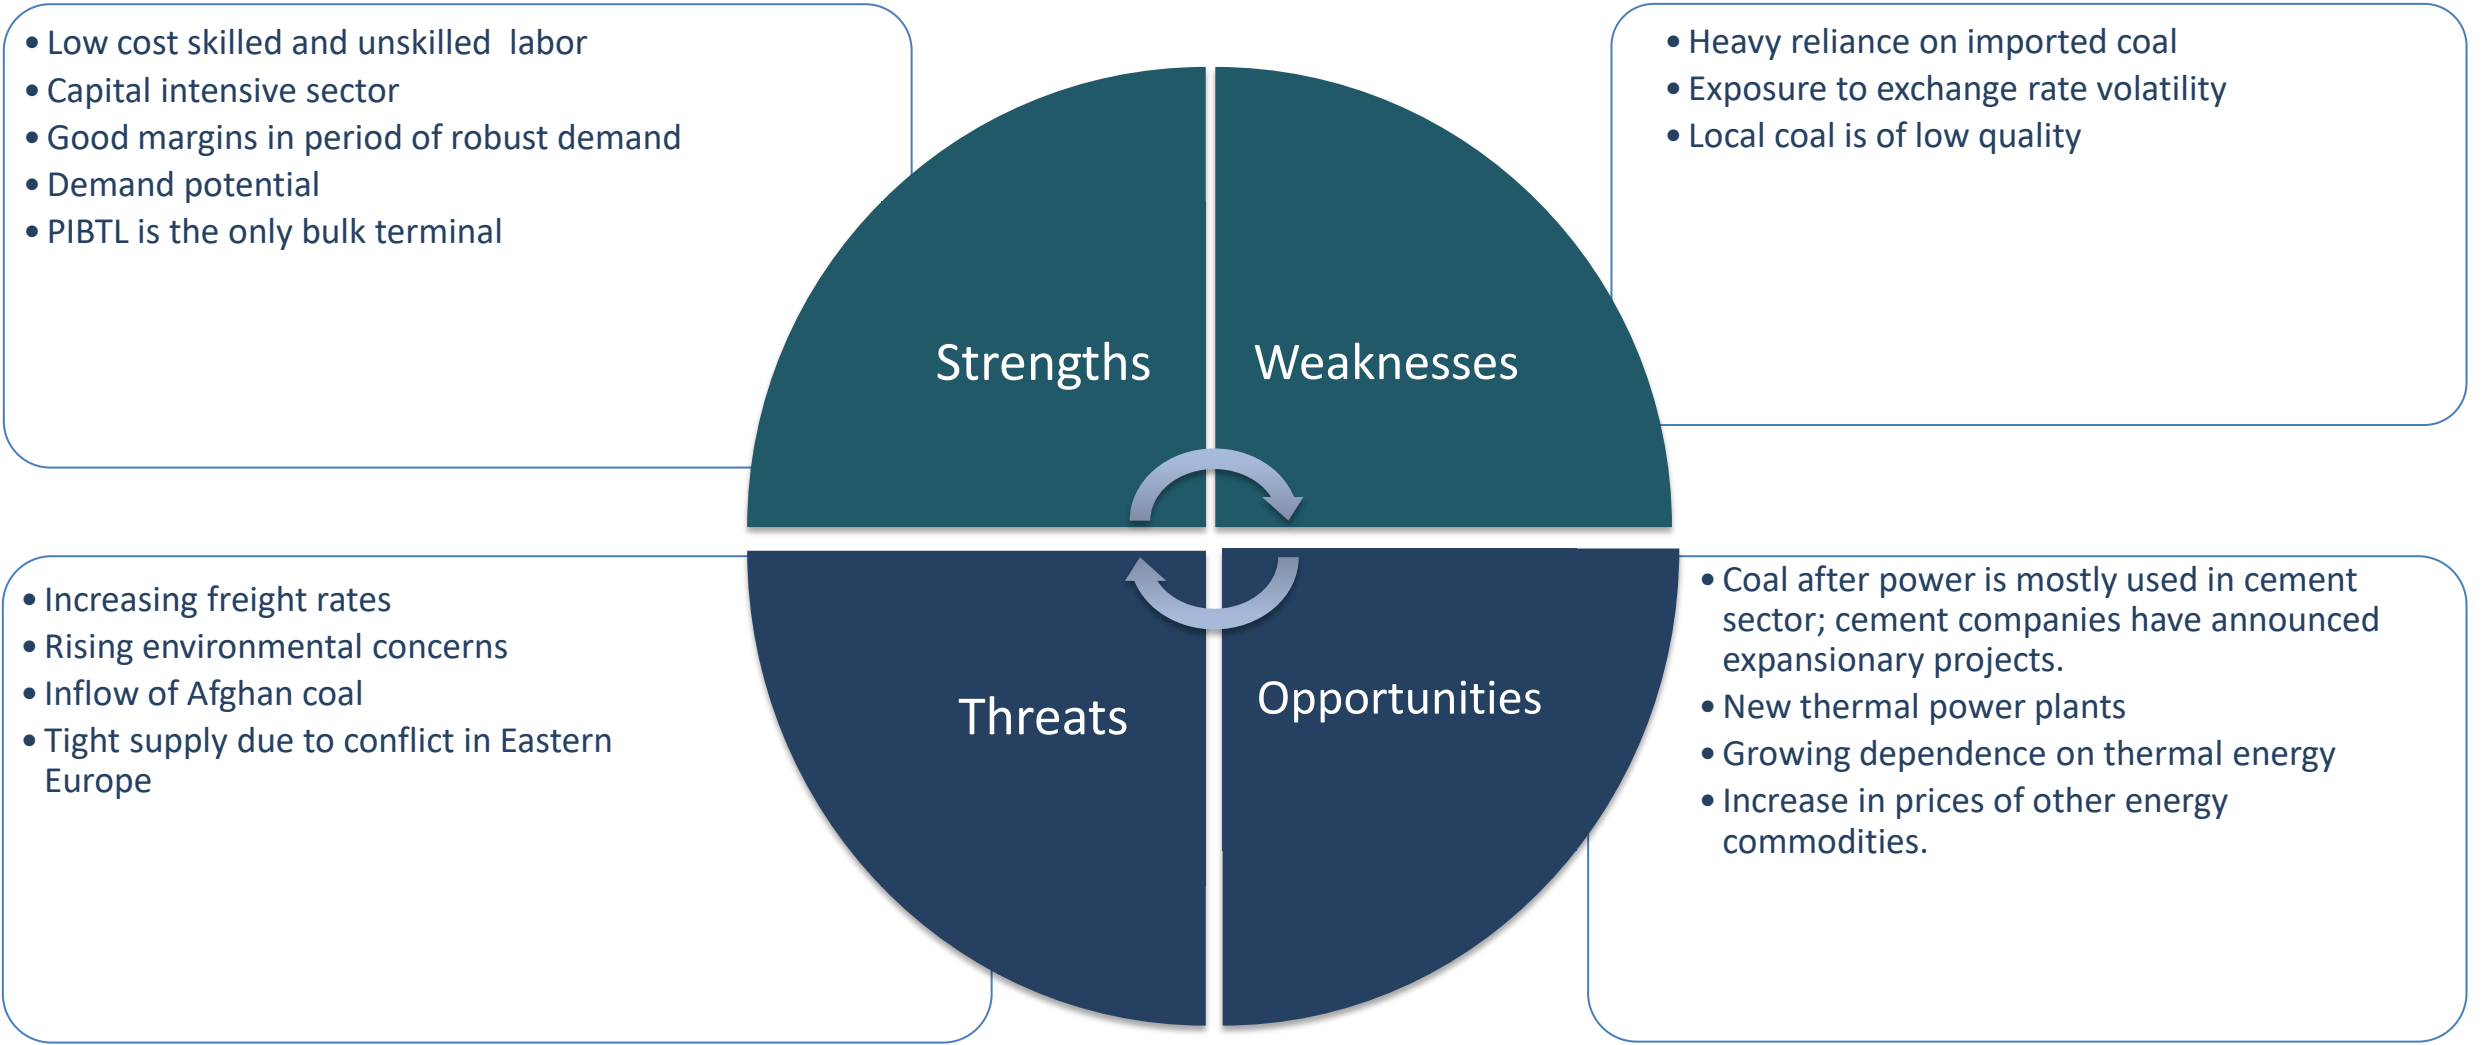 • Low cost skilled and unskilled labor
• Capital intensive sector
• Good margins in period of robust demand
• Demand potential
• PIBTL is the only bulk terminal
Strengths
• Heavy reliance on imported coal
• Exposure to exchange rate volatility
• Local coal is of low quality
Weaknesses
• Increasing freight rates
• Rising environmental concerns
• Inflow of Afghan coal
• Tight supply due to conflict in Eastern
Europe
Threats
• Coal after power is mostly used in cement
sector; cement companies have announced
expansionary projects.
• New thermal power plants
• Growing dependence on thermal energy
• Increase in prices of other energy
commodities.
Opportunities